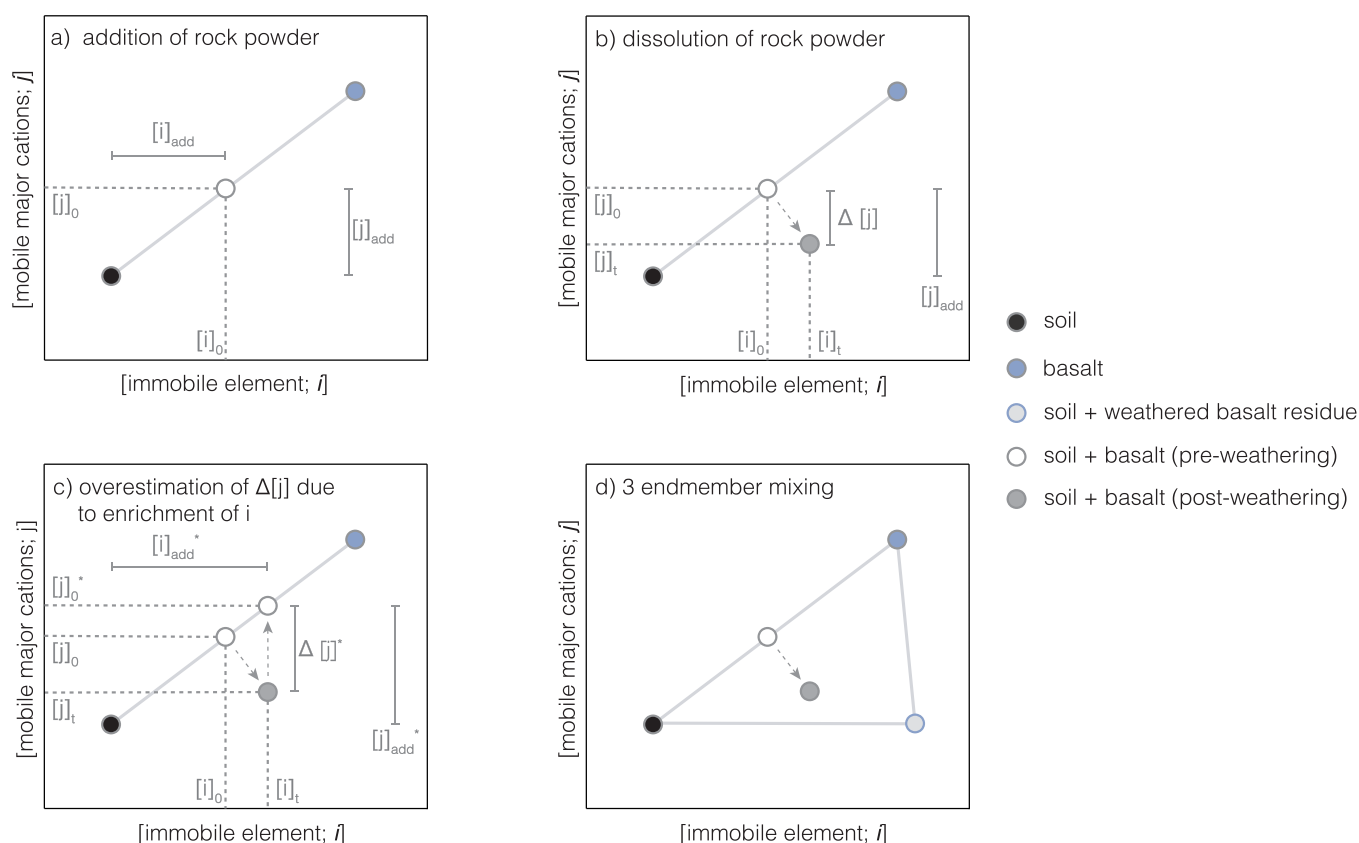 a) addition of rock powder
[mobile major cations; j]
[i]add
[j]0
[j]add
[i]0
[immobile element; i]
b) dissolution of rock powder
[mobile major cations; j]
[j]0
Δ [j]
[j]t
[j]add
[i]0
[i]t
[immobile element; i]
soil
basalt
soil + weathered basalt residue
soil + basalt (pre-weathering)
soil + basalt (post-weathering)
c) overestimation of Δ[j] due
to enrichment of i
[mobile major cations; j]
[i]add*
[j]0*
[j]0
Δ [j]*
[j]t
[j]add*
[i]0
[i]t
[immobile element; i]
d) 3 endmember mixing
[mobile major cations; j]
[immobile element; i]